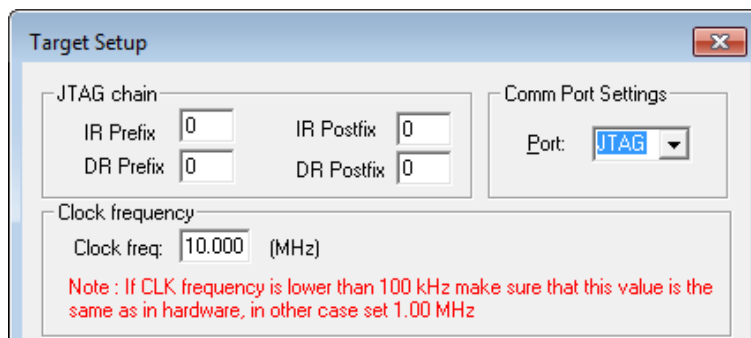 Target Setup
JTAG chain
IR Prefix 0 IR Postfix 0
DR Prefix 0 DR Postfix 0
Comm Port Settings
Port: JTAG
Clock frequency
Clock freq: 10.000 (MHz)
Note : If CLK frequency is lower than 100 kHz make sure that this value is the
same as in hardware, in other case set 1.00 MHz